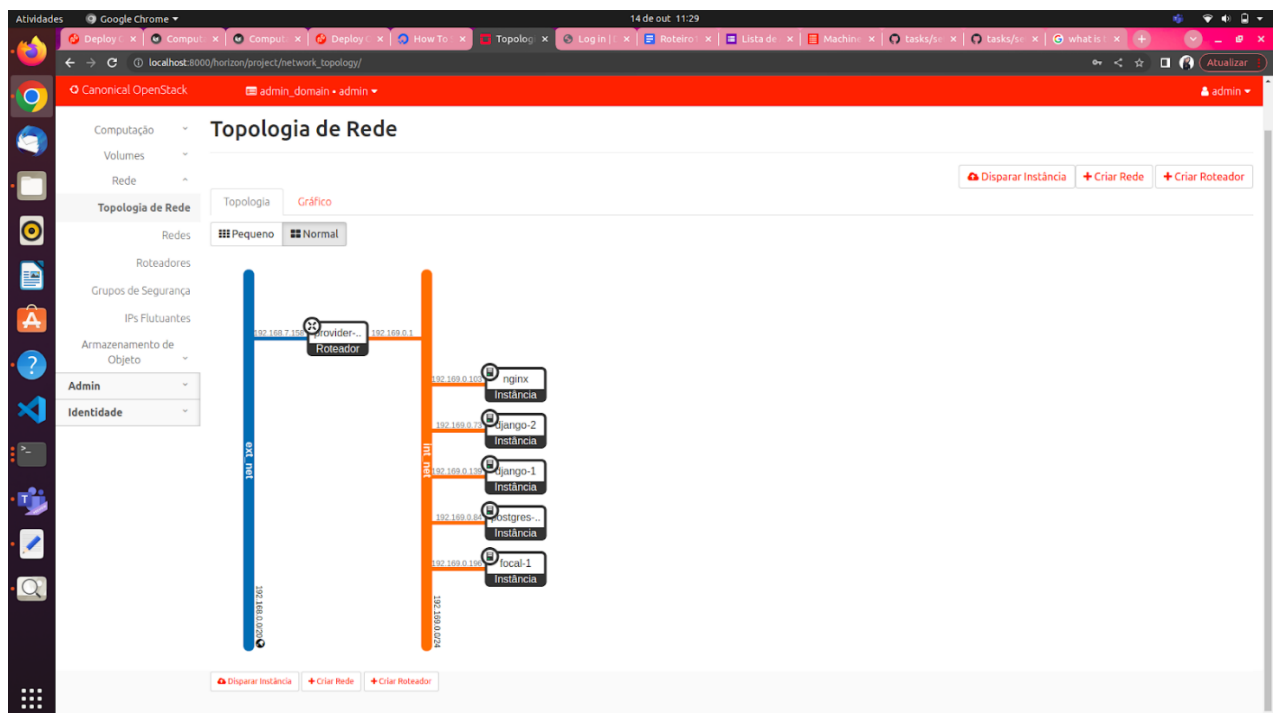 Atividades Google Chrome 14 de out 11:29
Deploy Comput Comput Deploy How To Topolog Log in Roteiro Lista de Machine tasks/se tasks/se what is
localhost:8000/horizon/project/network_topology/ Atualizar
Canonical OpenStack admin_domain • admin admin
Computação
Volumes
Rede
Topologia de Rede
Redes
Roteadores
Grupos de Segurança
IPs Flutuantes
Armazenamento de
Objeto
Admin
Identidade
Topologia de Rede
Disparar Instância + Criar Rede + Criar Roteador
Topologia Gráfico
Pequeno Normal
ext_net
192.168.0.0/20
provider-..
Roteador
192.169.0.1
int_net
192.169.0.0/24
192.169.0.103 nginx
Instância
192.169.0.73 django-2
Instância
192.169.0.139 django-1
Instância
192.169.0.84 postgres-..
Instância
192.169.0.196 focal-1
Instância
Disparar Instância + Criar Rede + Criar Roteador